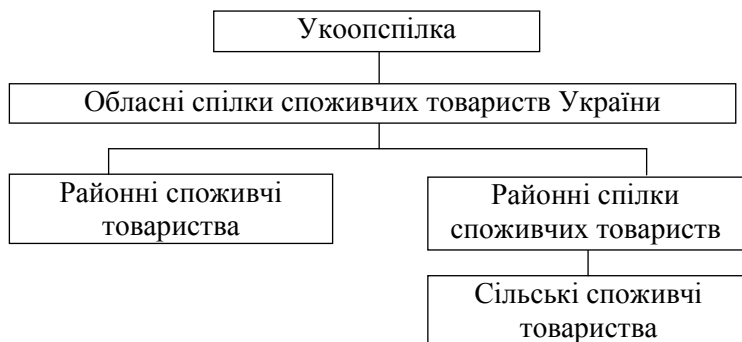 Укоопспілка
Обласні спілки споживчих товариств України
Районні споживчі
товариства
Районні спілки
споживчих товариств
Сільські споживчі
товариства